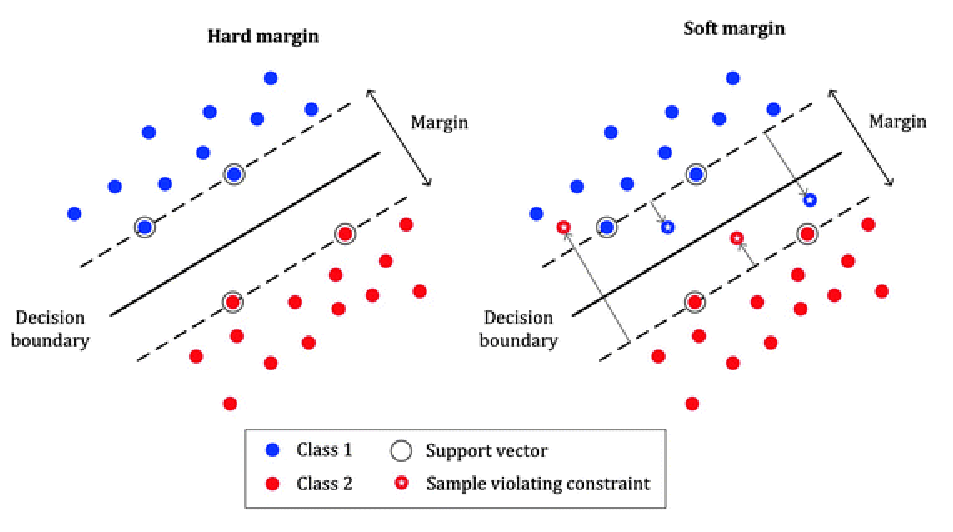 Hard margin
Margin
Decision
boundary
Soft margin
Margin
Decision
boundary
Class 1
Support vector
Class 2
Sample violating constraint